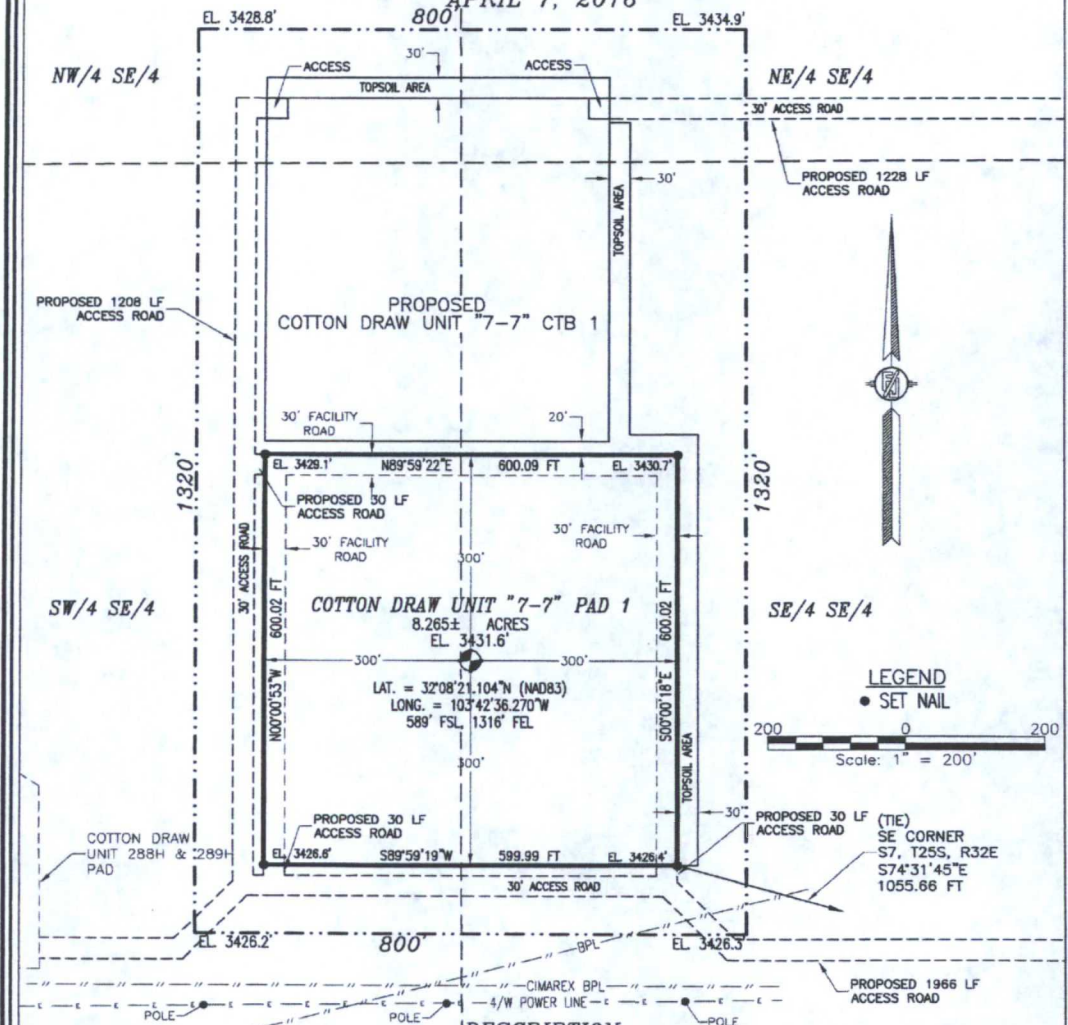 APRIL 7, 2078
EL. 3428.8'
800'
EL. 3434.9'
30'
NW/4 SE/4
ACCESS
ACCESS
NE/4 SE/4
TOPSOIL AREA
30' ACCESS ROAD
30'
PROPOSED 1228 LF
ACCESS ROAD
TOPSOIL AREA
PROPOSED 1208 LF
ACCESS ROAD
PROPOSED
COTTON DRAW UNIT "7-7" CTB 1
30' FACILITY
ROAD
20'
EL 3429.1'
N89°59'22"E
600.09 FT
EL 3430.7'
1320'
1320'
PROPOSED 30 LF
ACCESS ROAD
30' ACCESS ROAD
30' FACILITY
ROAD
300'
30' FACILITY
ROAD
600.02 FT
600.02 FT
SW/4 SE/4
COTTON DRAW UNIT "7-7" PAD 1
8.265± ACRES
EL 3431.6'
SE/4 SE/4
300'
300'
LAT. = 32°08'21.104"N (NAD83)
LONG. = 103°42'36.270"W
589' FSL, 1316' FEL
N00°00'53"W
S00°00'18"E
LEGEND
SET NAIL
200
0
200
Scale: 1" = 200'
300'
TOPSOIL AREA
30'
PROPOSED 30 LF
ACCESS ROAD
PROPOSED 30 LF
ACCESS ROAD
(TIE)
SE CORNER
S7, T25S, R32E
S74°31'45"E
1055.66 FT
COTTON DRAW
UNIT 288H & 289H
PAD
EL 3426.6'
S89°59'19"W
599.99 FT
EL 3426.4'
30' ACCESS ROAD
EL. 3426.2'
800'
BPL
EL. 3426.3
CIMAREX BPL
4/W POWER LINE
PROPOSED 1966 LF
ACCESS ROAD
POLE
POLE
POLE
DESCRIPTION